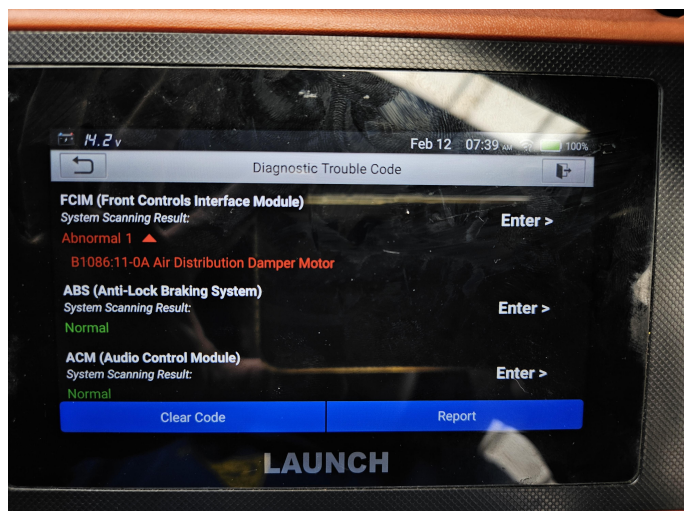 14.2 v
Feb 12 07:39 AM 100%
Diagnostic Trouble Code
FCIM (Front Controls Interface Module)
System Scanning Result:
Enter >
Abnormal 1
B1086:11-0A Air Distribution Damper Motor
ABS (Anti-Lock Braking System)
System Scanning Result:
Enter >
Normal
ACM (Audio Control Module)
System Scanning Result:
Enter >
Normal
Clear Code
Report
LAUNCH